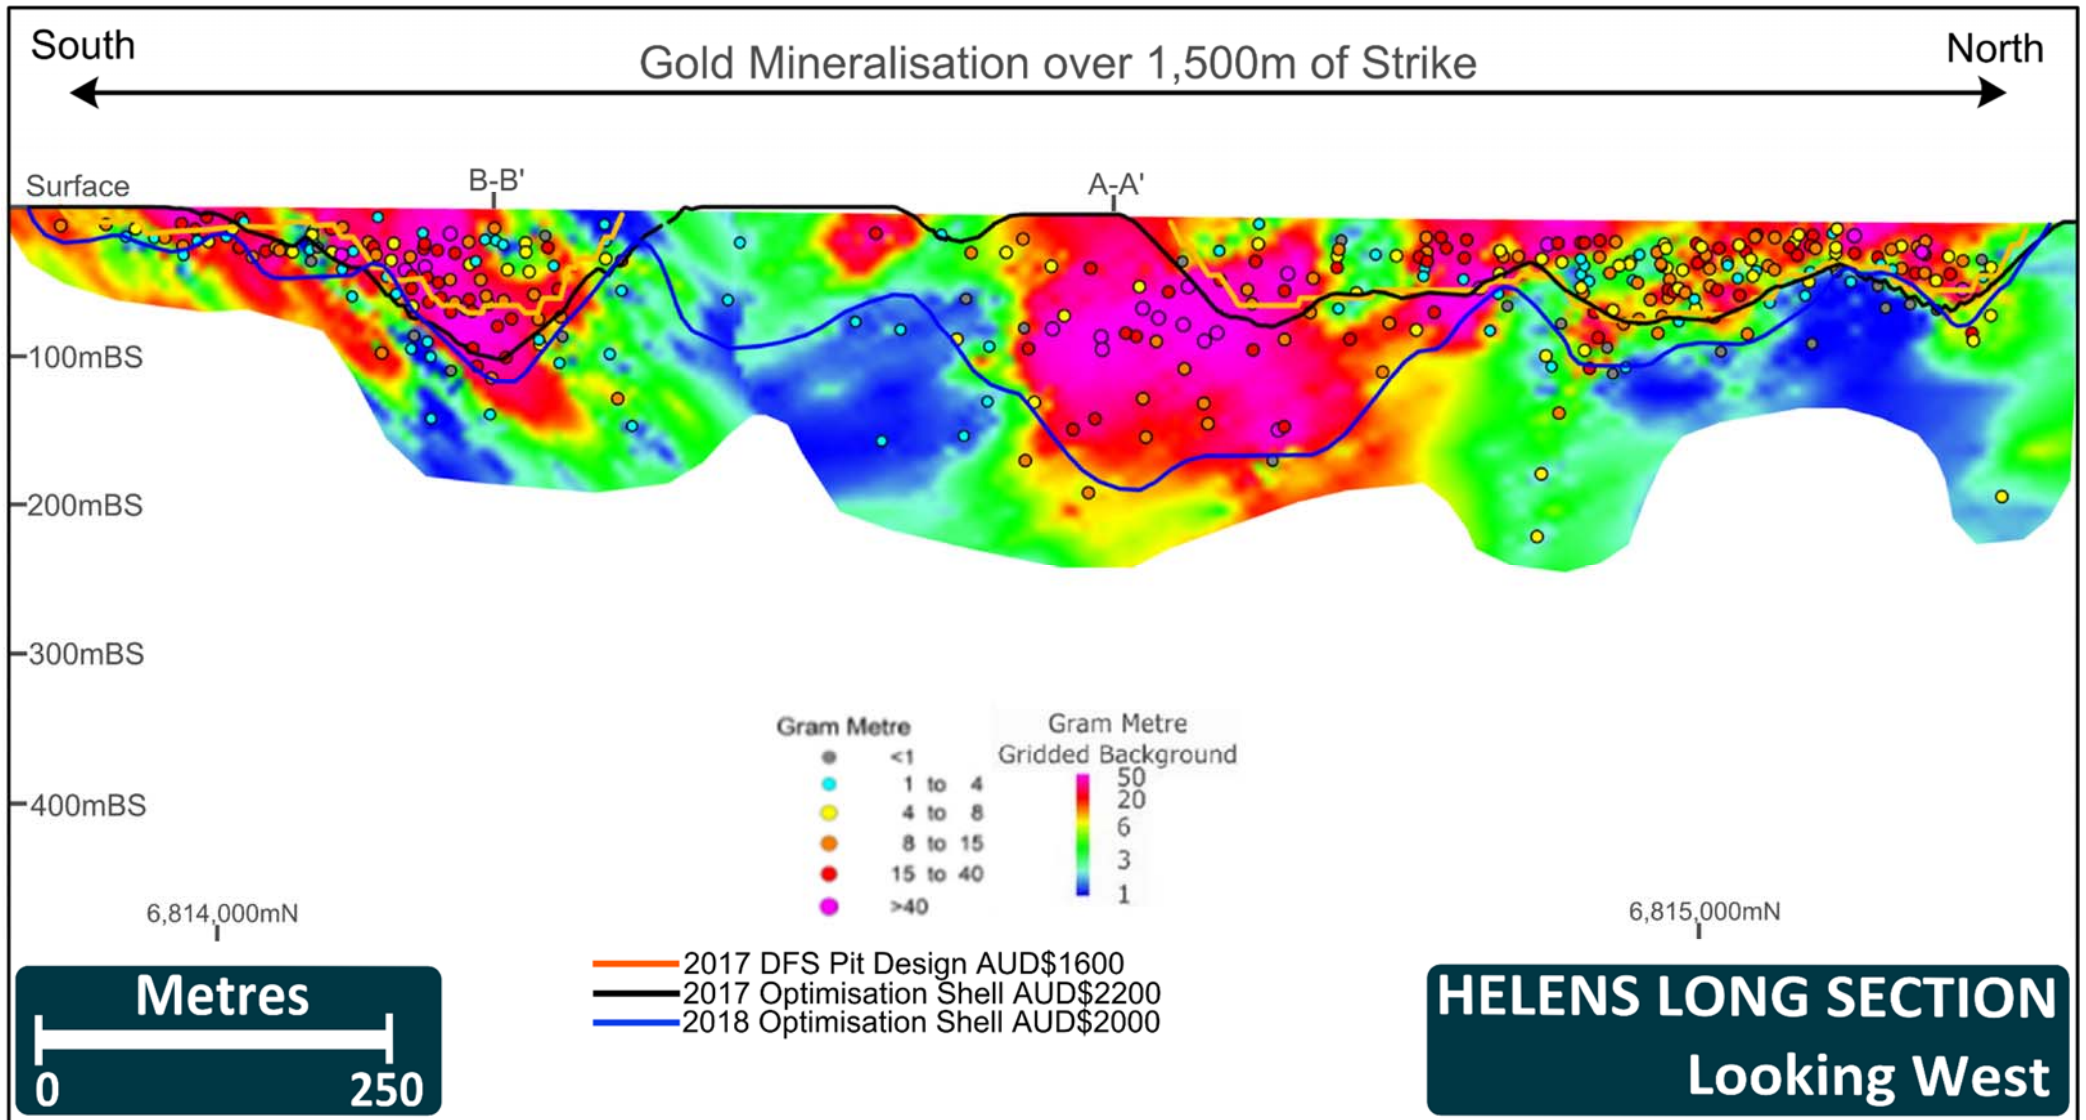 South
North
Gold Mineralisation over 1,500m of Strike
Surface
B-B'
A-A'
100mBS
200mBS
300mBS
400mBS
Gram Metre
<1
1 to 4
4 to 8
8 to 15
15 to 40
>40
Gram Metre
Gridded Background
50
20
6
3
1
6,814,000mN
6,815,000mN
2017 DFS Pit Design AUD$1600
2017 Optimisation Shell AUD$2200
2018 Optimisation Shell AUD$2000
Metres
0 250
HELENS LONG SECTION
Looking West